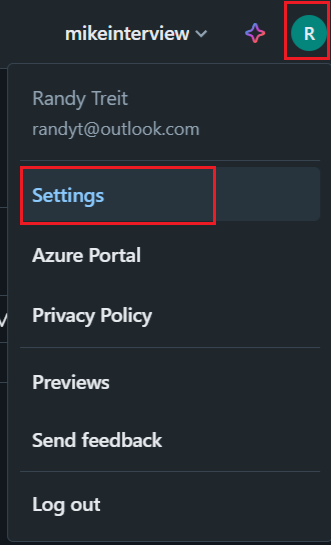 mikeinterview
R
Randy Treit
randyt@outlook.com
Settings
Azure Portal
Privacy Policy
Previews
Send feedback
Log out